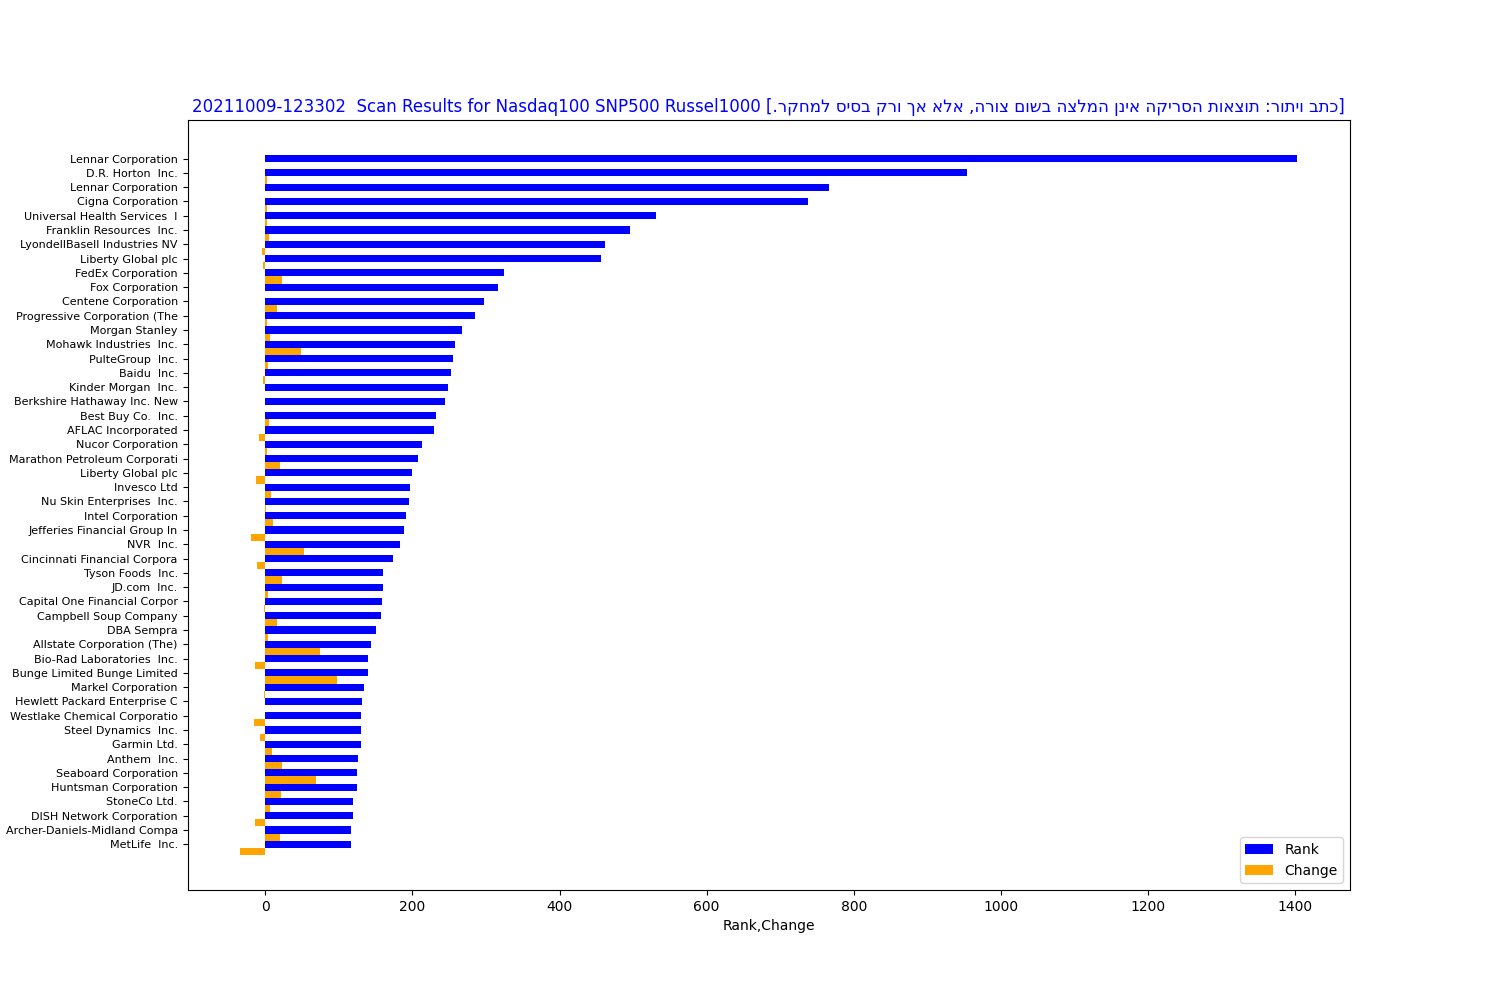 20211009-123302  Scan Results for Nasdaq100 SNP500 Russel1000 [כתב ויתור: תוצאות הסריקה אינן המלצה בשום צורה, אלא אך ורק בסיס למחקר.]
Lennar Corporation
D.R. Horton  Inc.
Lennar Corporation
Cigna Corporation
Universal Health Services  I
Franklin Resources  Inc.
LyondellBasell Industries NV
Liberty Global plc
FedEx Corporation
Fox Corporation
Centene Corporation
Progressive Corporation (The
Morgan Stanley
Mohawk Industries  Inc.
PulteGroup  Inc.
Baidu  Inc.
Kinder Morgan  Inc.
Berkshire Hathaway Inc. New
Best Buy Co.  Inc.
AFLAC Incorporated
Nucor Corporation
Marathon Petroleum Corporati
Liberty Global plc
Invesco Ltd
Nu Skin Enterprises  Inc.
Intel Corporation
Jefferies Financial Group In
NVR  Inc.
Cincinnati Financial Corpora
Tyson Foods  Inc.
JD.com  Inc.
Capital One Financial Corpor
Campbell Soup Company
DBA Sempra
Allstate Corporation (The)
Bio-Rad Laboratories  Inc.
Bunge Limited Bunge Limited
Markel Corporation
Hewlett Packard Enterprise C
Westlake Chemical Corporatio
Steel Dynamics  Inc.
Garmin Ltd.
Anthem  Inc.
Seaboard Corporation
Huntsman Corporation
StoneCo Ltd.
DISH Network Corporation
Archer-Daniels-Midland Compa
MetLife  Inc.
Rank
Change
0 200 400 600 800 1000 1200 1400
Rank,Change